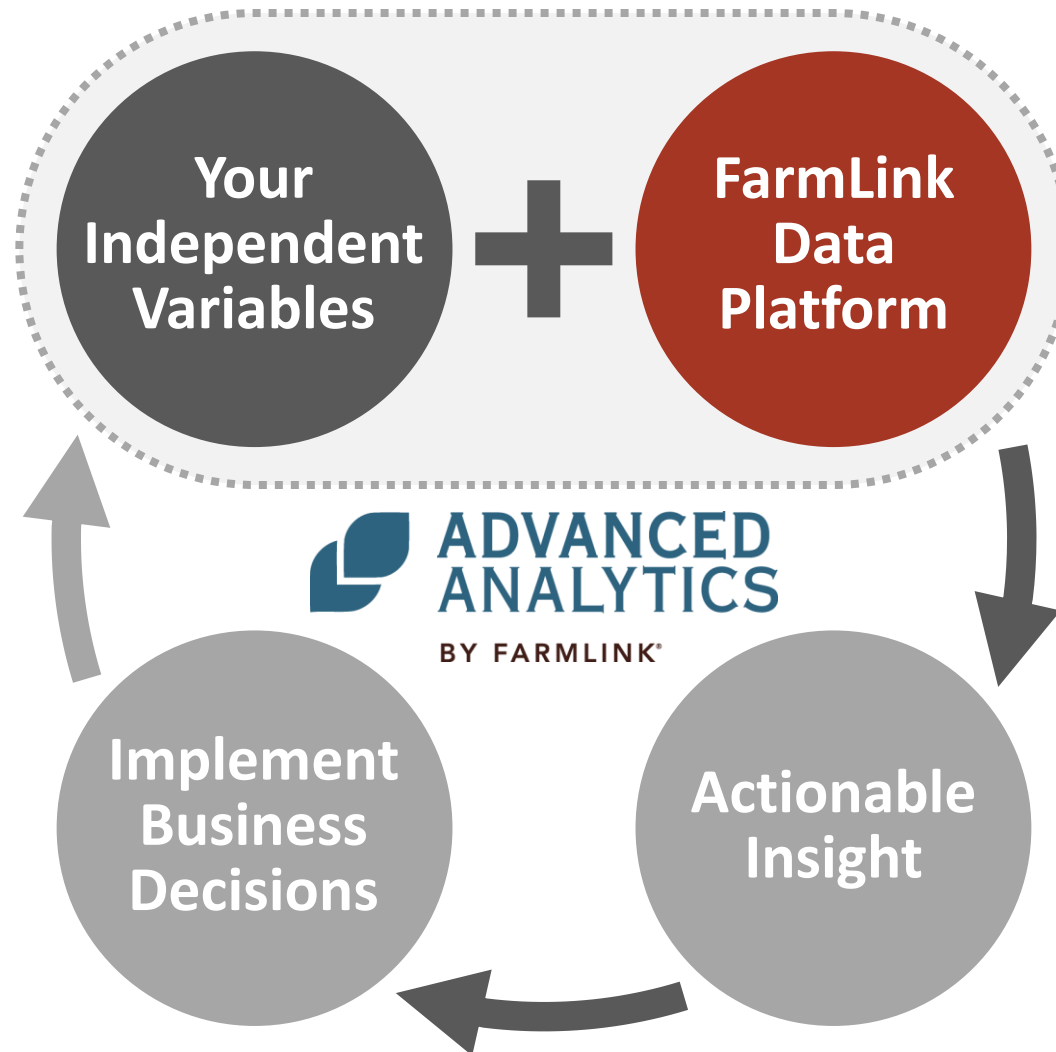 Your
Independent
Variables
FarmLink
Data
Platform
ADVANCED
ANALYTICS
BY FARMLINK®
Implement
Business
Decisions
Actionable
Insight